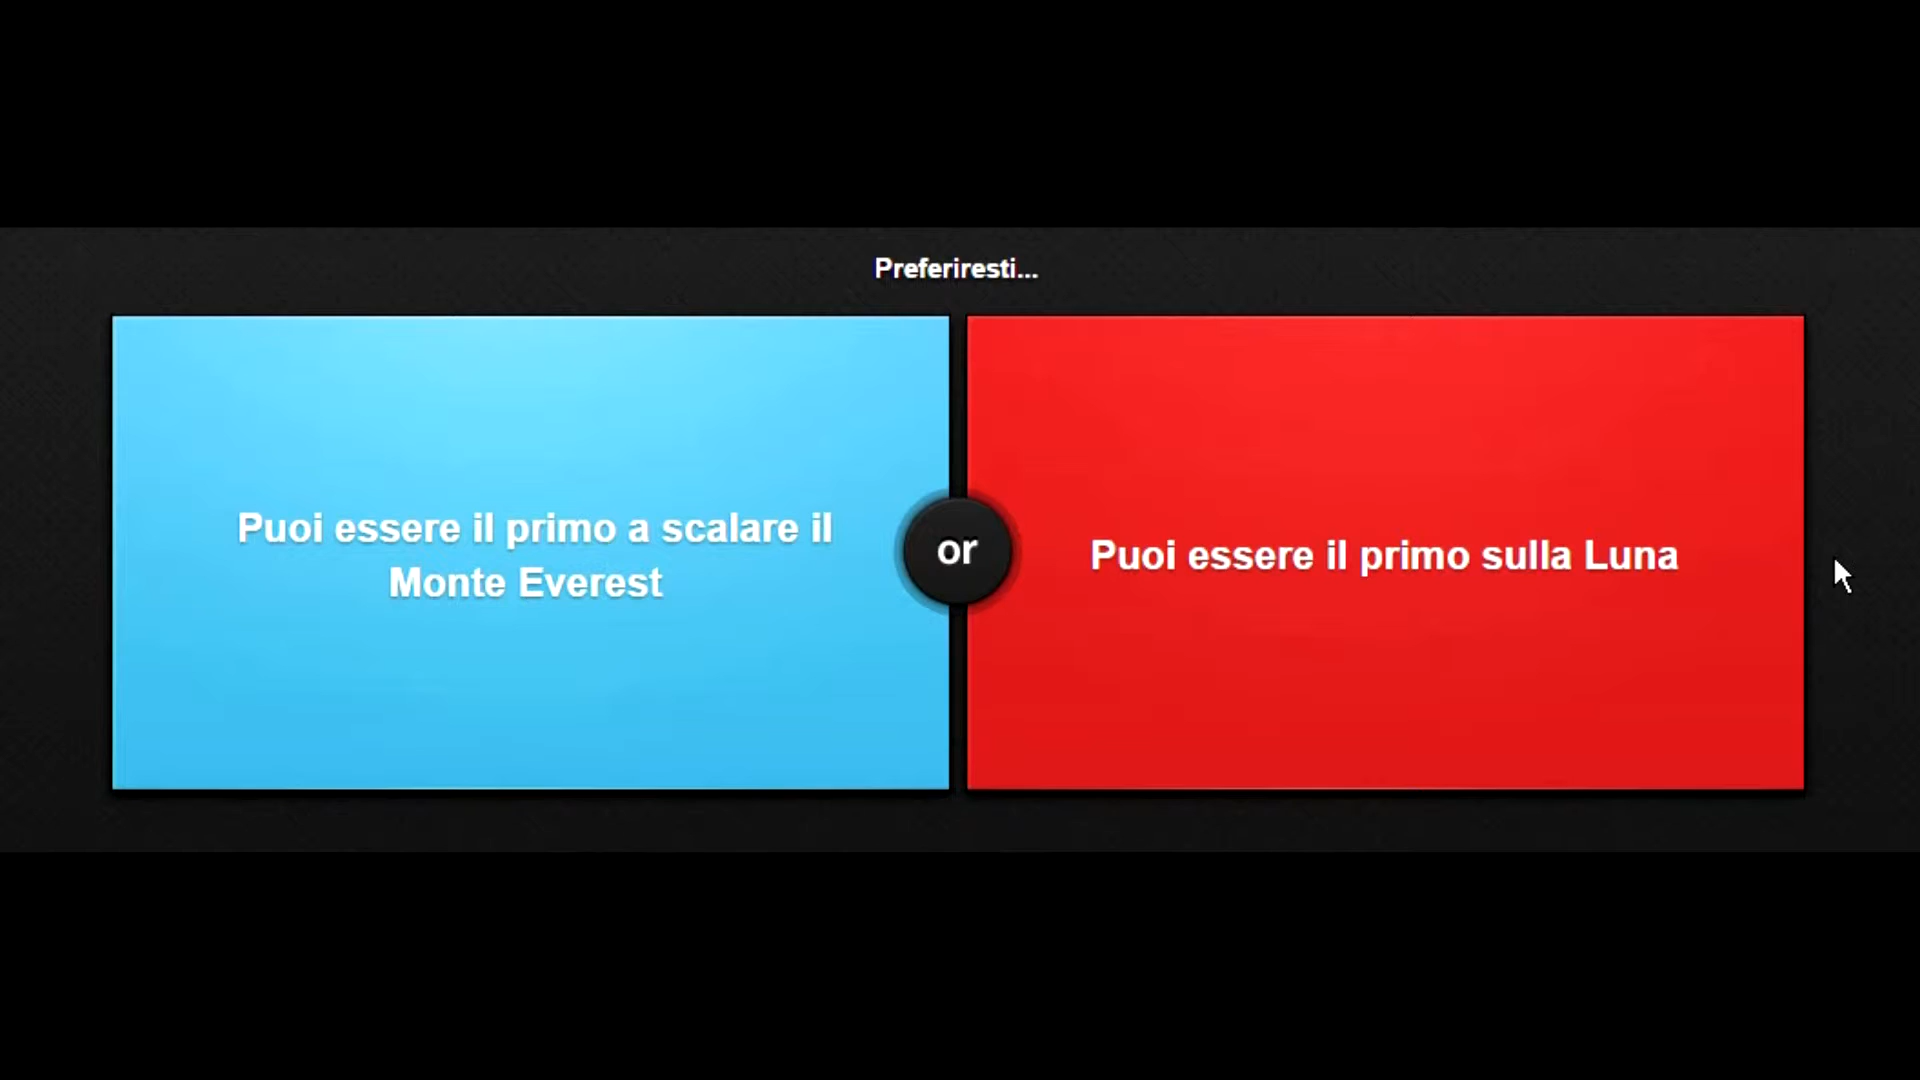 Preferiresti...
Puoi essere il primo a scalare il
Monte Everest
or
Puoi essere il primo sulla Luna